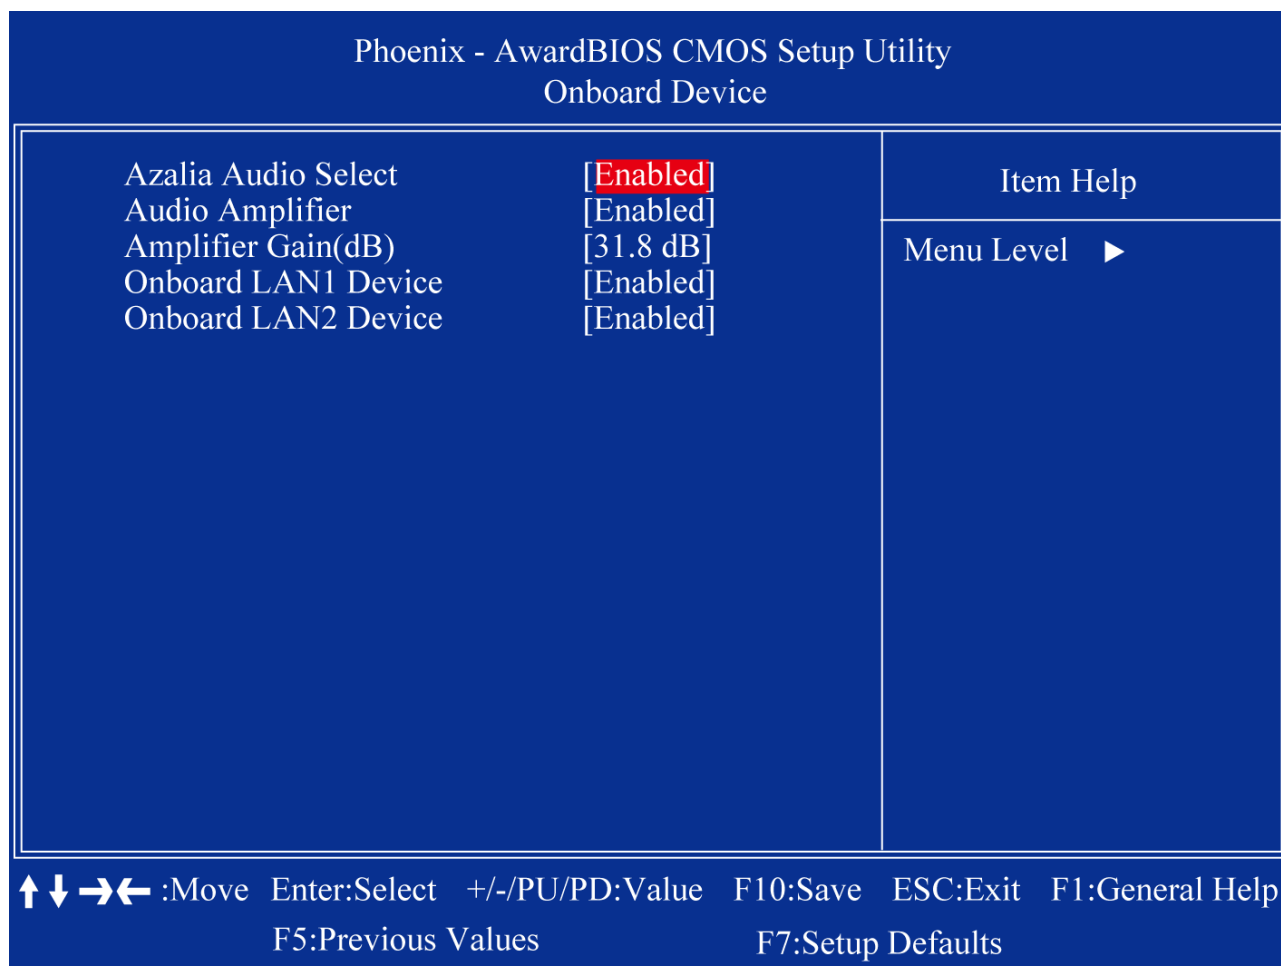 Phoenix - AwardBIOS CMOS Setup Utility
Onboard Device
Azalia Audio Select [Enabled]
Audio Amplifier [Enabled]
Amplifier Gain(dB) [31.8 dB]
Onboard LAN1 Device [Enabled]
Onboard LAN2 Device [Enabled]
Item Help
Menu Level ▶
↑↓→← :Move Enter:Select +/-/PU/PD:Value F10:Save ESC:Exit F1:General Help
F5:Previous Values F7:Setup Defaults